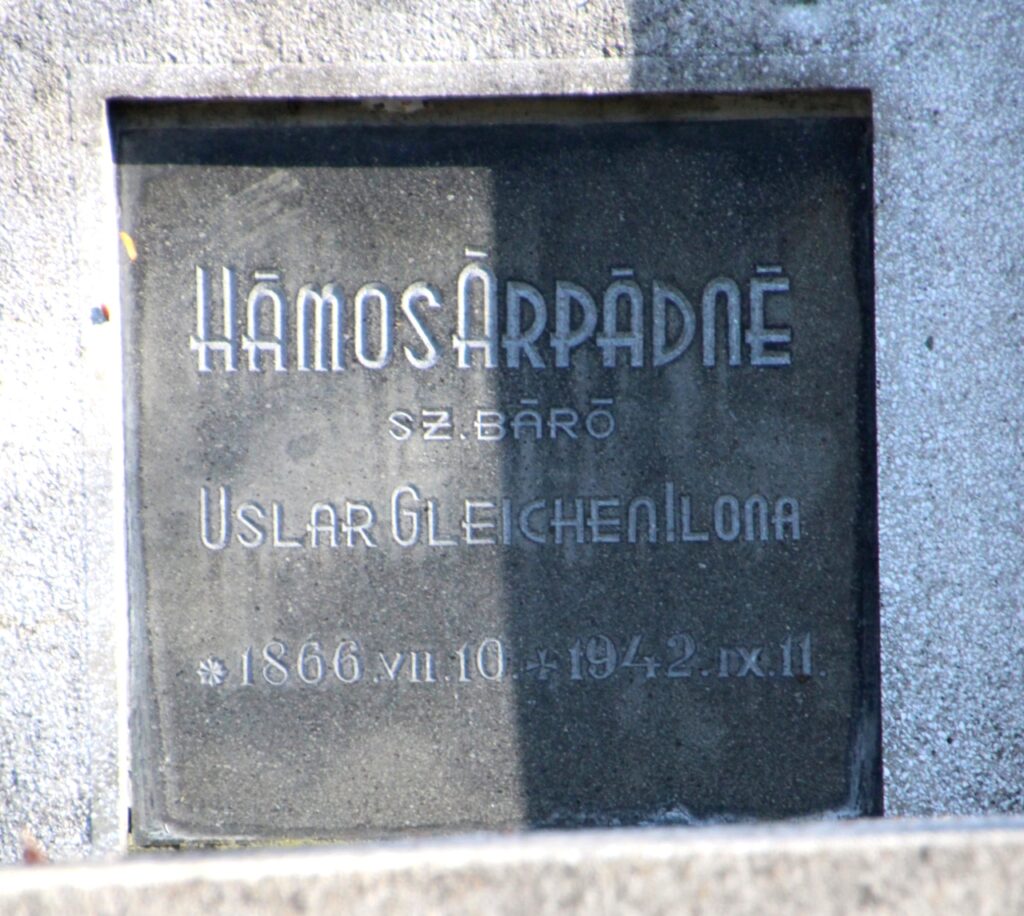 HÁMOS ÁRPÁDNÉ
SZ. BÁRÓ
USLAR GLEICHEN ILONA
* 1866. VII. 10. + 1942. IX. 11.